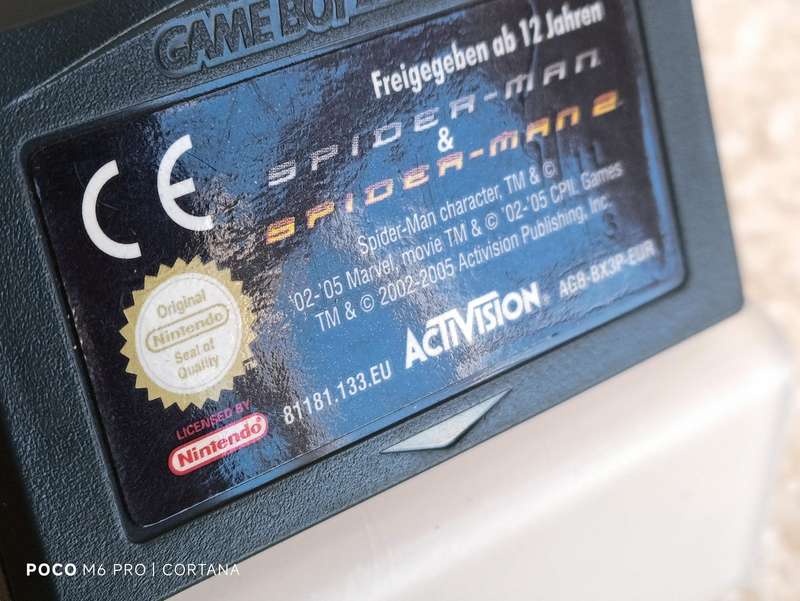 GAME BOY
Freigegeben ab 12 Jahren
SPIDER-MAN
&
SPIDER-MAN 2
Spider-Man character, TM & ©
'02-'05 Marvel, movie TM & © '02-'05 CPII. Games
TM & © 2002-2005 Activision Publishing, Inc.
CE
Original
Nintendo
Seal of
Quality
TM
ACTIVISION®
AGB-BX3P-EUR
81181.133.EU
LICENSED BY
Nintendo
POCO M6 PRO | CORTANA